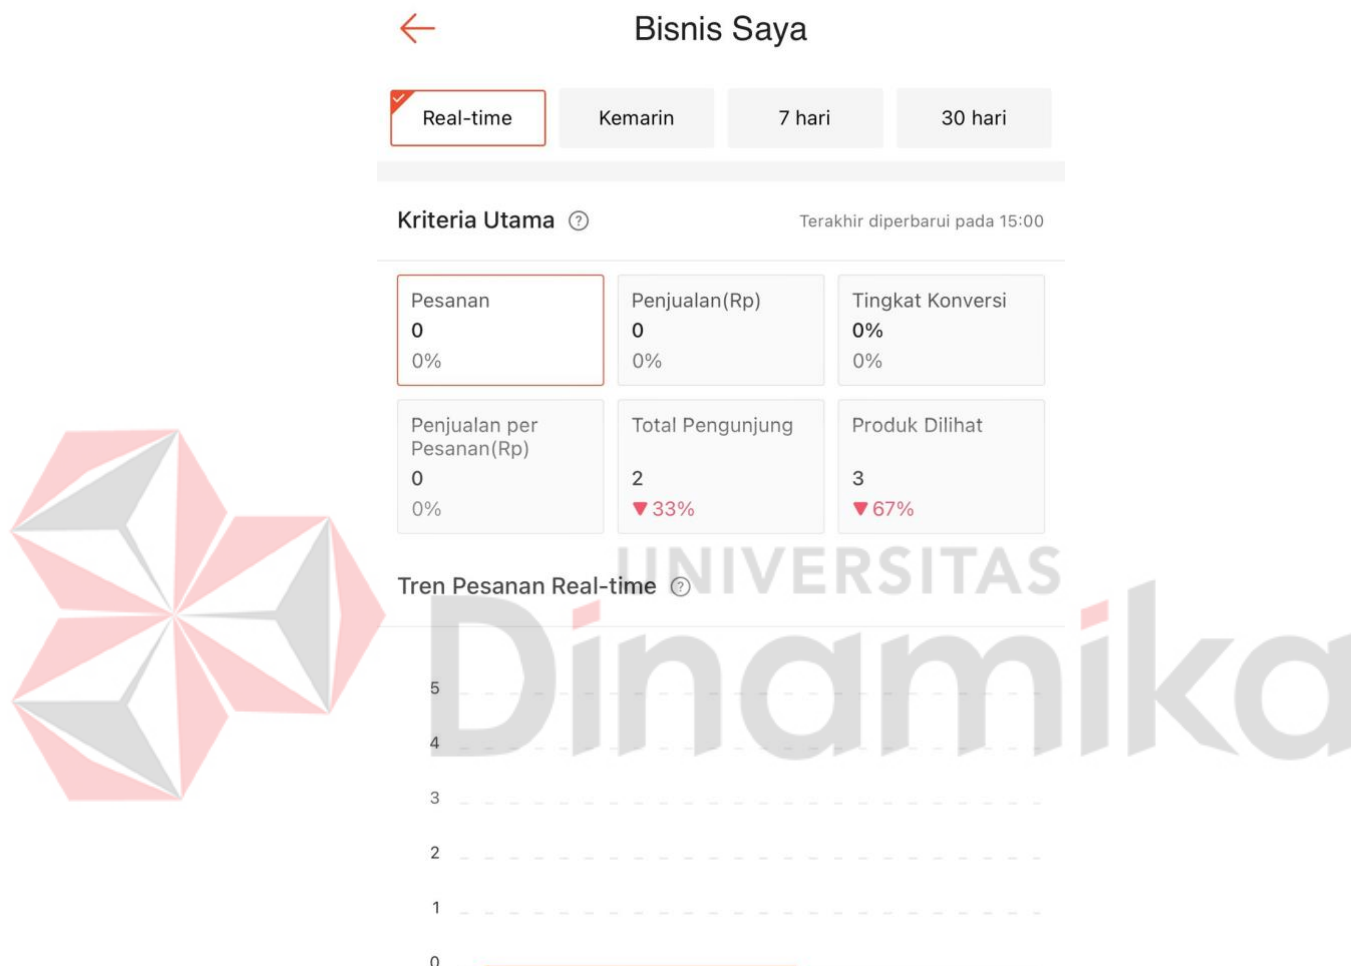 Bisnis Saya
Real-time Kemarin 7 hari 30 hari
Kriteria Utama ? Terakhir diperbarui pada 15:00
Pesanan
0
0%
Penjualan(Rp)
0
0%
Tingkat Konversi
0%
0%
Penjualan per
Pesanan(Rp)
0
0%
Total Pengunjung
2
▼33%
Produk Dilihat
3
▼67%
UNIVERSITAS
Dinamika
Tren Pesanan Real-time ?
5
4
3
2
1
0